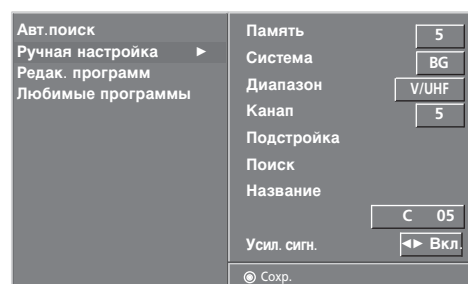 Авт.поиск
Ручная настройка ►
Редак. программ
Любимые программы
Память 5
Система BG
Диапазон V/UHF
Канап 5
Подстройка
Поиск
Название
C 05
Усил. сигн. ◄► Вкл.
Сохр.